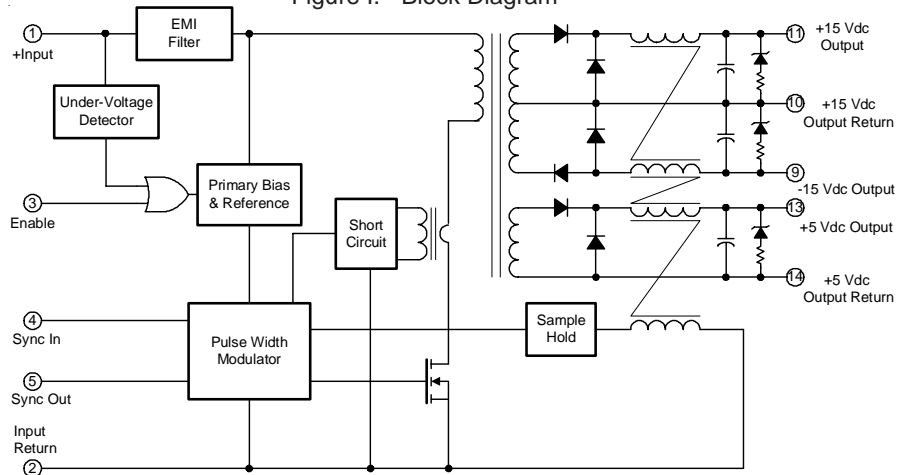 Figure I. Block Diagram
1
+Input
EMI
Filter
Under-Voltage
Detector
3
Enable
Primary Bias
& Reference
Short
Circuit
4
Sync In
5
Sync Out
Pulse Width
Modulator
Sample
Hold
Input
Return
2
11
+15 Vdc
Output
10
+15 Vdc
Output Return
9
-15 Vdc Output
13
+5 Vdc Output
14
+5 Vdc
Output Return